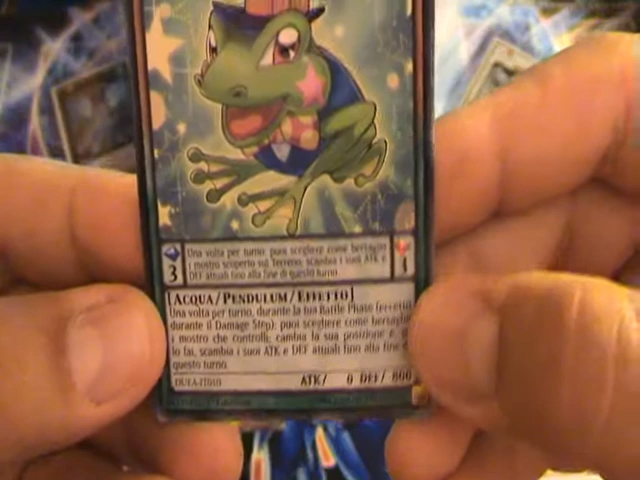 Una volta per turno: puoi scegliere come bersaglio
1 mostro scoperto sul Terreno; scambia i suoi ATK e
DEF attuali fino alla fine di questo turno.
3
1
[ACQUA/PENDULUM/EFFETTO]
Una volta per turno, durante la tua Battle Phase (eccetto
durante il Damage Step): puoi scegliere come bersaglio
1 mostro che controlli; cambia la sua posizione e, se
lo fai, scambia i suoi ATK e DEF attuali fino alla fine di
questo turno.
DUEA-IT010
ATK/ 0 DEF/ 800